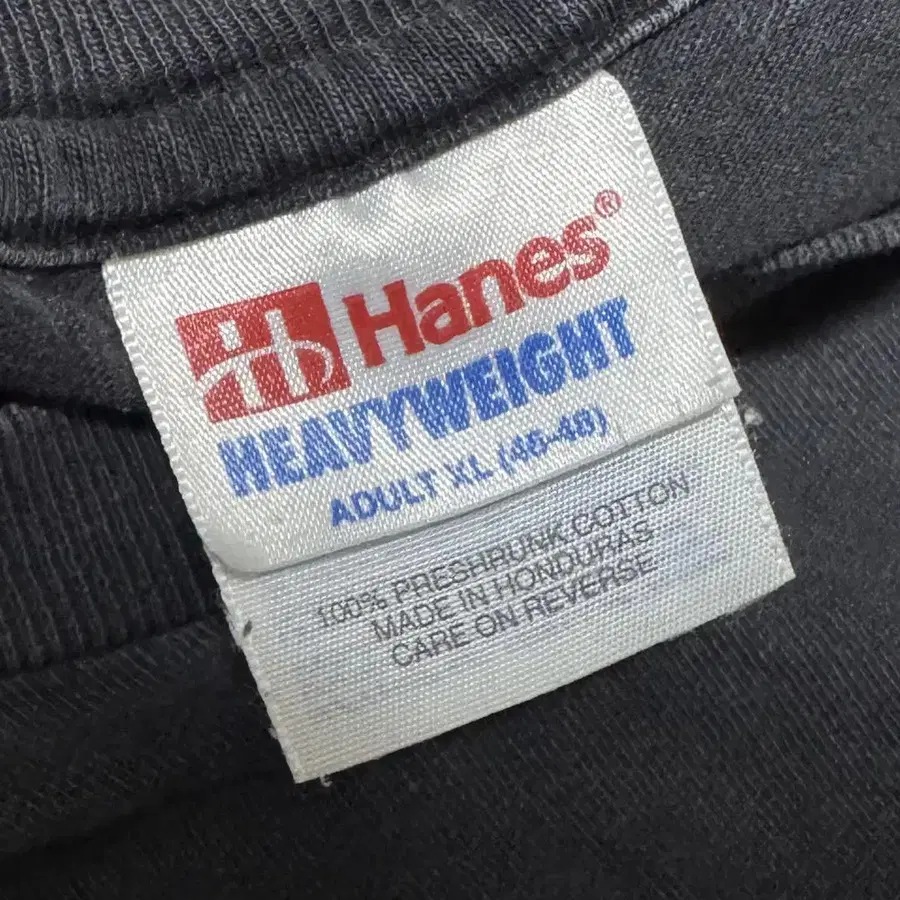 Hanes®
HEAVYWEIGHT
ADULT XL (46-48)
100% PRESHRUNK COTTON
MADE IN HONDURAS
CARE ON REVERSE